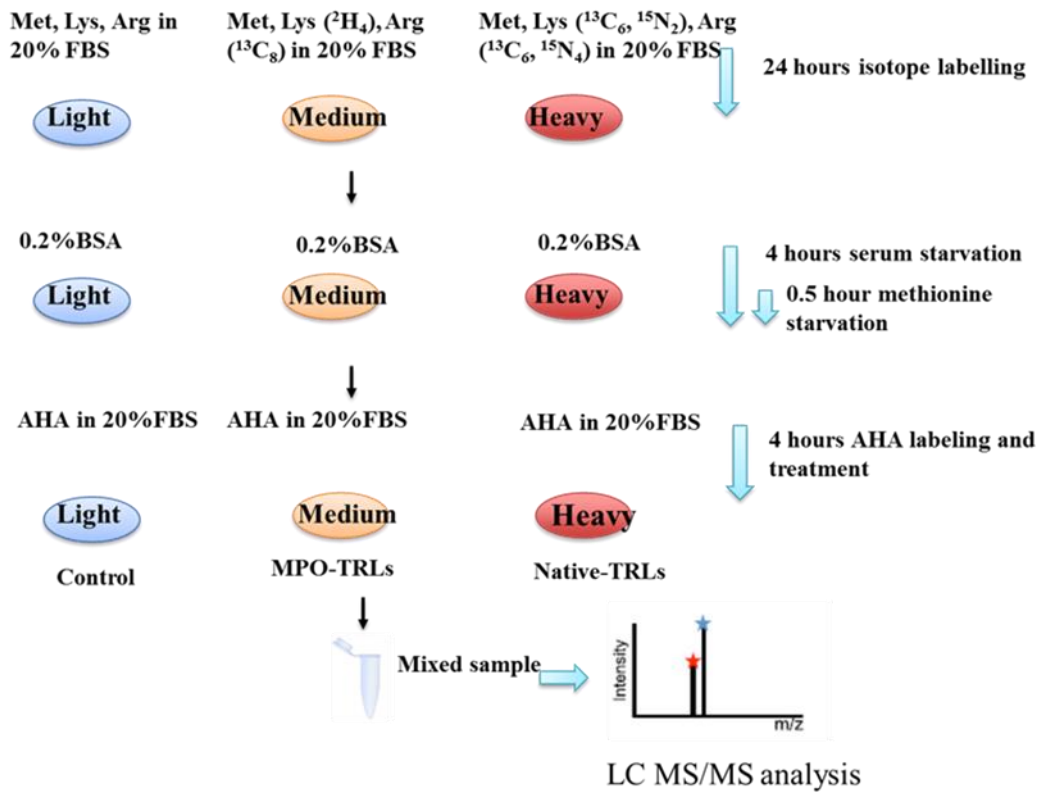 Met, Lys, Arg in
20% FBS
Met, Lys (²H₄), Arg
(¹³C₈) in 20% FBS
Met, Lys (¹³C₆, ¹⁵N₂), Arg
(¹³C₆, ¹⁵N₄) in 20% FBS
24 hours isotope labelling
Light
Medium
Heavy
0.2%BSA
0.2%BSA
0.2%BSA
4 hours serum starvation
Light
Medium
Heavy
0.5 hour methionine
starvation
AHA in 20%FBS
AHA in 20%FBS
AHA in 20%FBS
4 hours AHA labeling and
treatment
Light
Medium
Heavy
Control
MPO-TRLs
Native-TRLs
Mixed sample
Intensity
m/z
LC MS/MS analysis